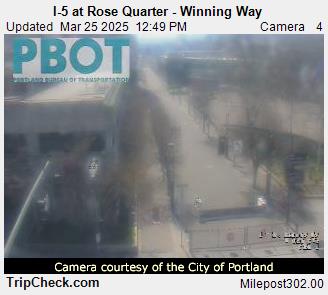 I-5 at Rose Quarter - Winning Way
Updated Mar 25 2025 12:49 PM Camera 4
PBOT
PORTLAND BUREAU OF TRANSPORTATION
Camera courtesy of the City of Portland
TripCheck.com Milepost302.00